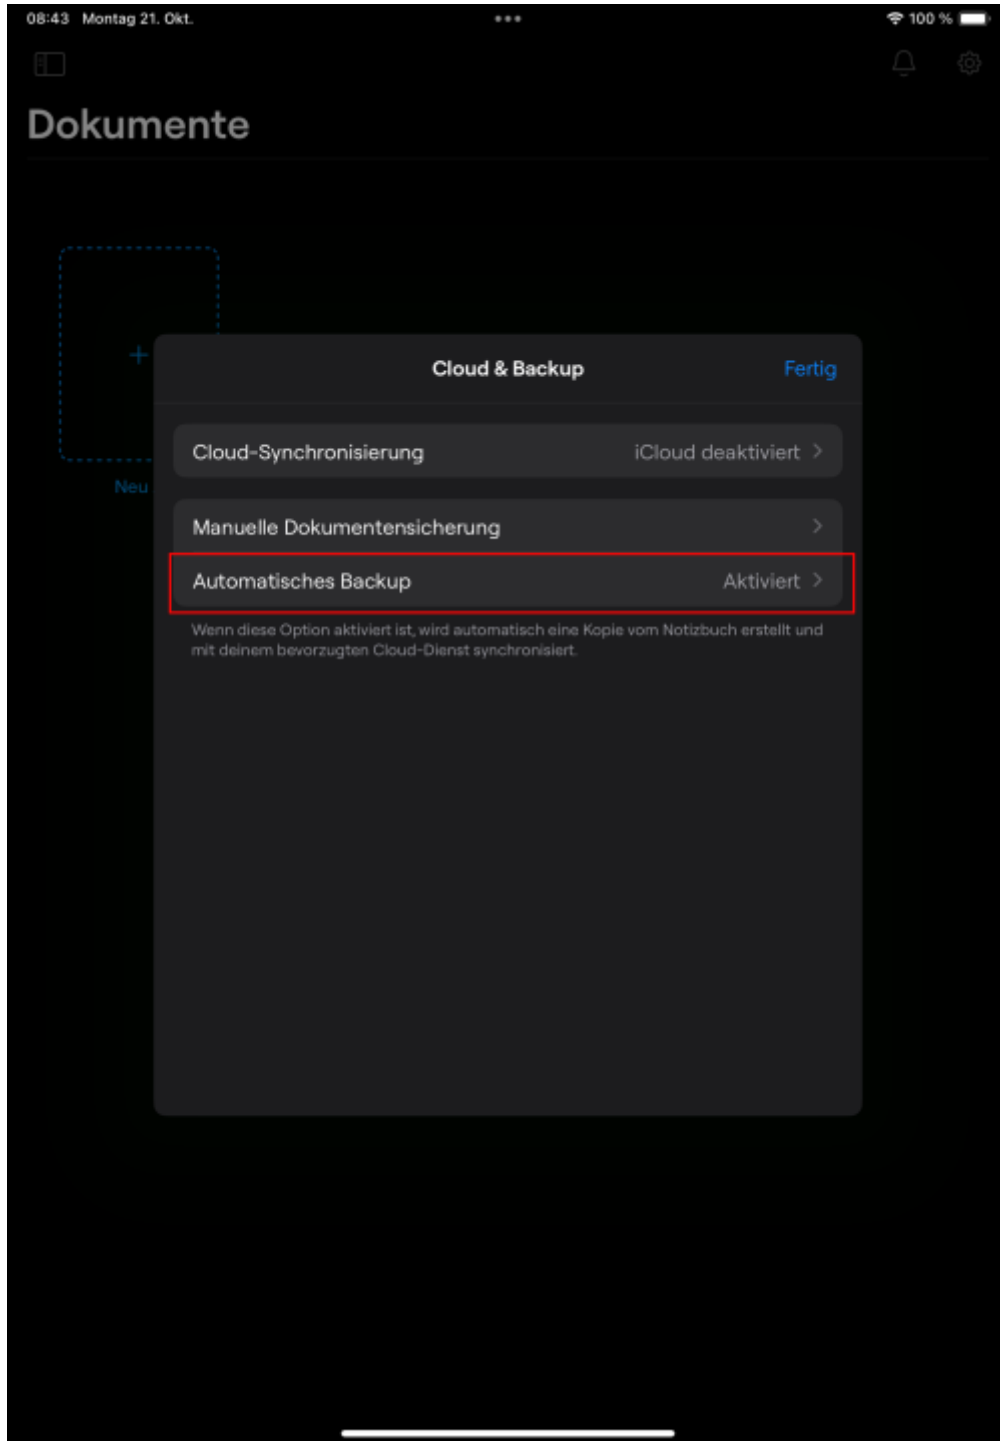 08:43 Montag 21. Okt.
100 %
Dokumente
Neu
Cloud & Backup
Fertig
Cloud-Synchronisierung iCloud deaktiviert
Manuelle Dokumentensicherung
Automatisches Backup Aktiviert
Wenn diese Option aktiviert ist, wird automatisch eine Kopie vom Notizbuch erstellt und
mit deinem bevorzugten Cloud-Dienst synchronisiert.